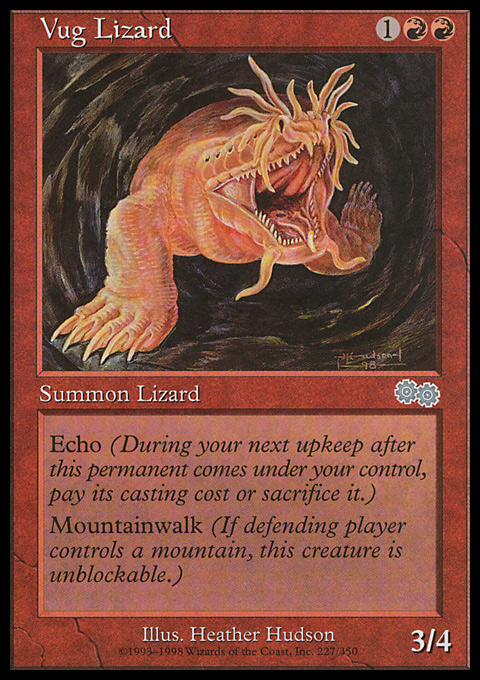 Vug Lizard 1
Hudson
98
Summon Lizard
Echo (During your next upkeep after
this permanent comes under your control,
pay its casting cost or sacrifice it.)
Mountainwalk (If defending player
controls a mountain, this creature is
unblockable.)
Illus. Heather Hudson
©1993–1998 Wizards of the Coast, Inc. 227/350
3/4